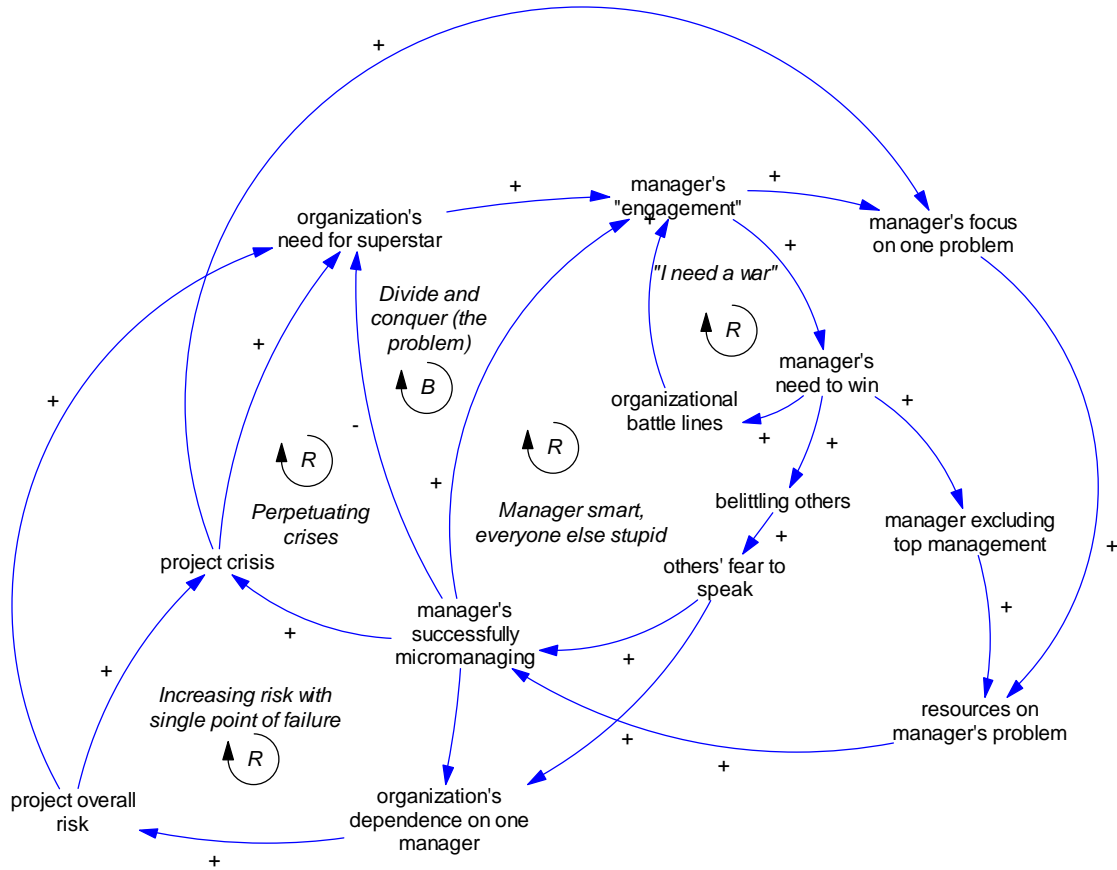 +
manager's
"engagement"
+
+
+
organization's
need for superstar
manager's focus
on one problem
+
"I need a war"
Divide and
conquer (the
problem)
R
B
+
manager's
need to win
+
organizational
battle lines
+
+
+
-
R
R
+
Perpetuating
crises
Manager smart,
everyone else stupid
belittling others
manager excluding
top management
+
project crisis
others' fear to
speak
+
manager's
successfully
micromanaging
+
+
+
+
Increasing risk with
single point of failure
R
resources on
manager's problem
+
+
project overall
risk
organization's
dependence on one
manager
+